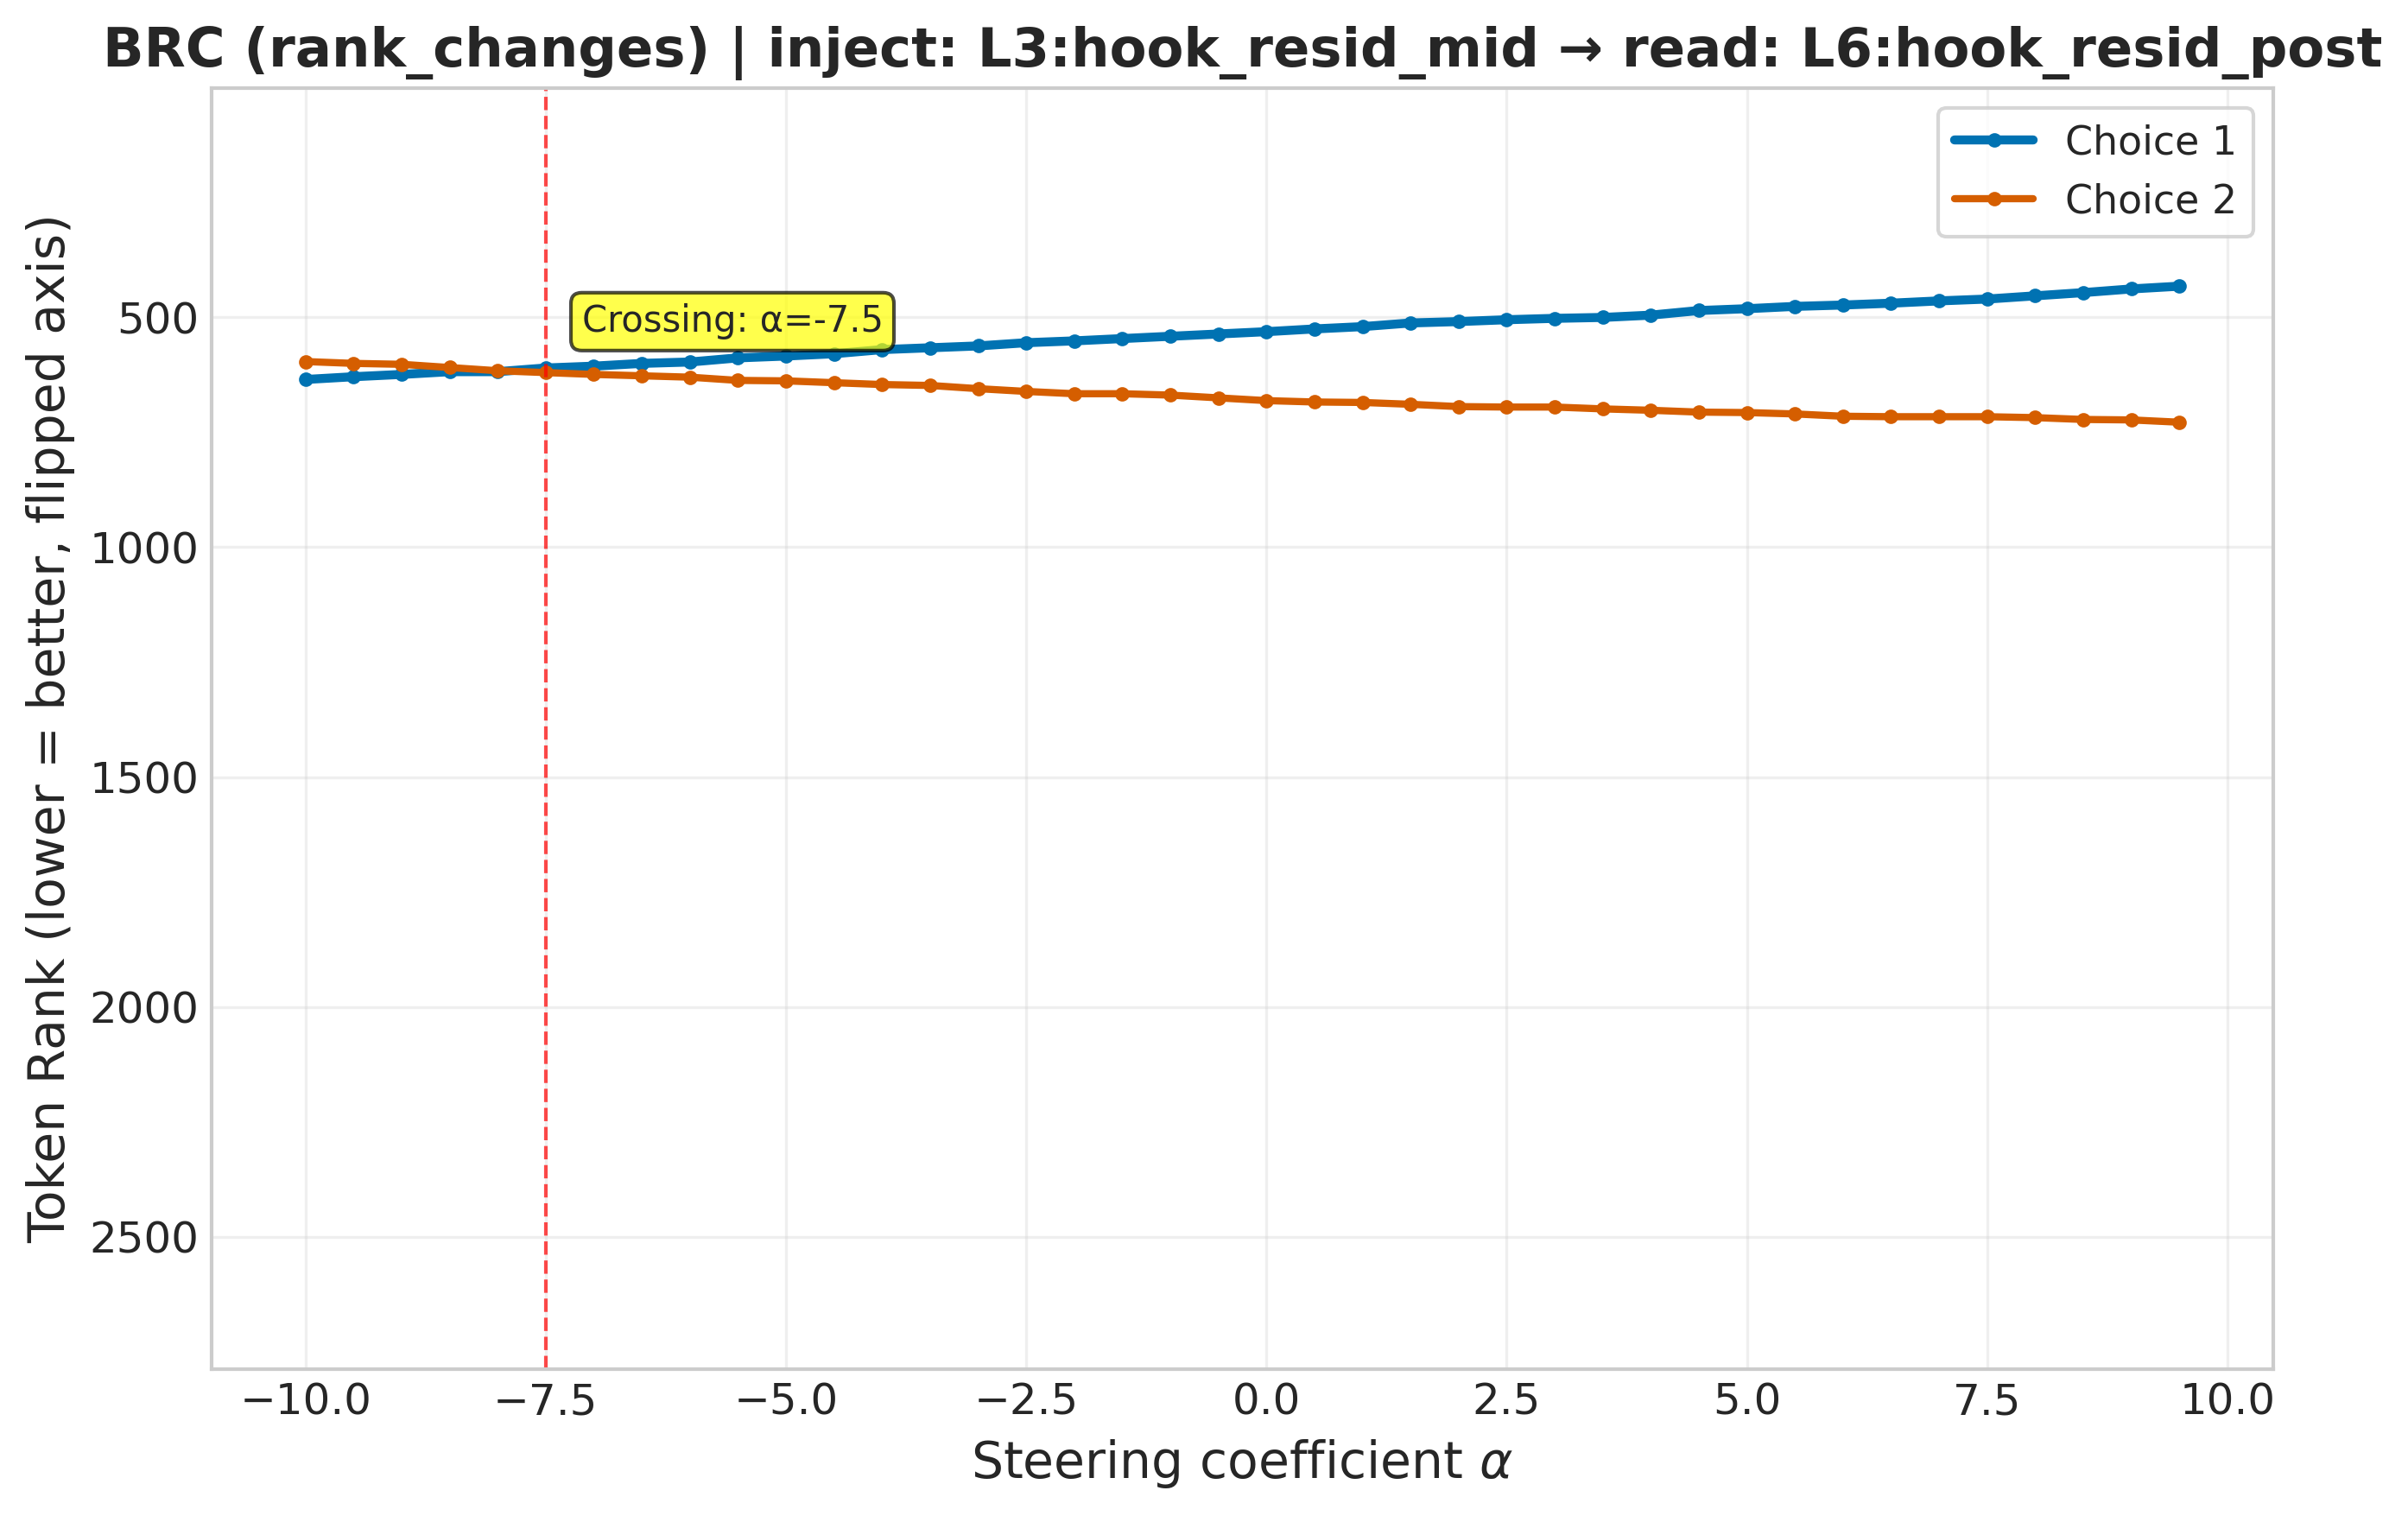 BRC (rank_changes) | inject: L3:hook_resid_mid → read: L6:hook_resid_post
Choice 1
Choice 2
Crossing: α=-7.5
Token Rank (lower = better, flipped axis)
500
1000
1500
2000
2500
−10.0
−7.5
−5.0
−2.5
0.0
2.5
5.0
7.5
10.0
Steering coefficient α